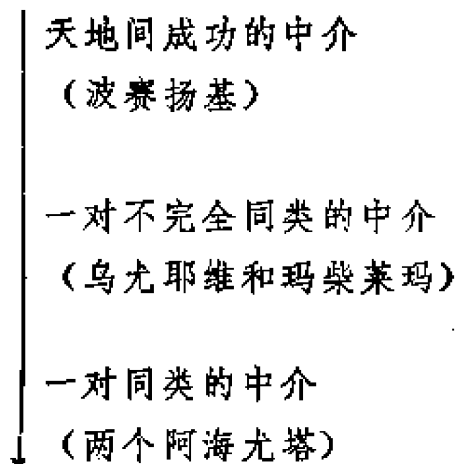 天地间成功的中介
（波赛扬基）
一对不完全同类的中介
（乌尤耶维和玛柴莱玛）
一对同类的中介
（两个阿海尤塔）